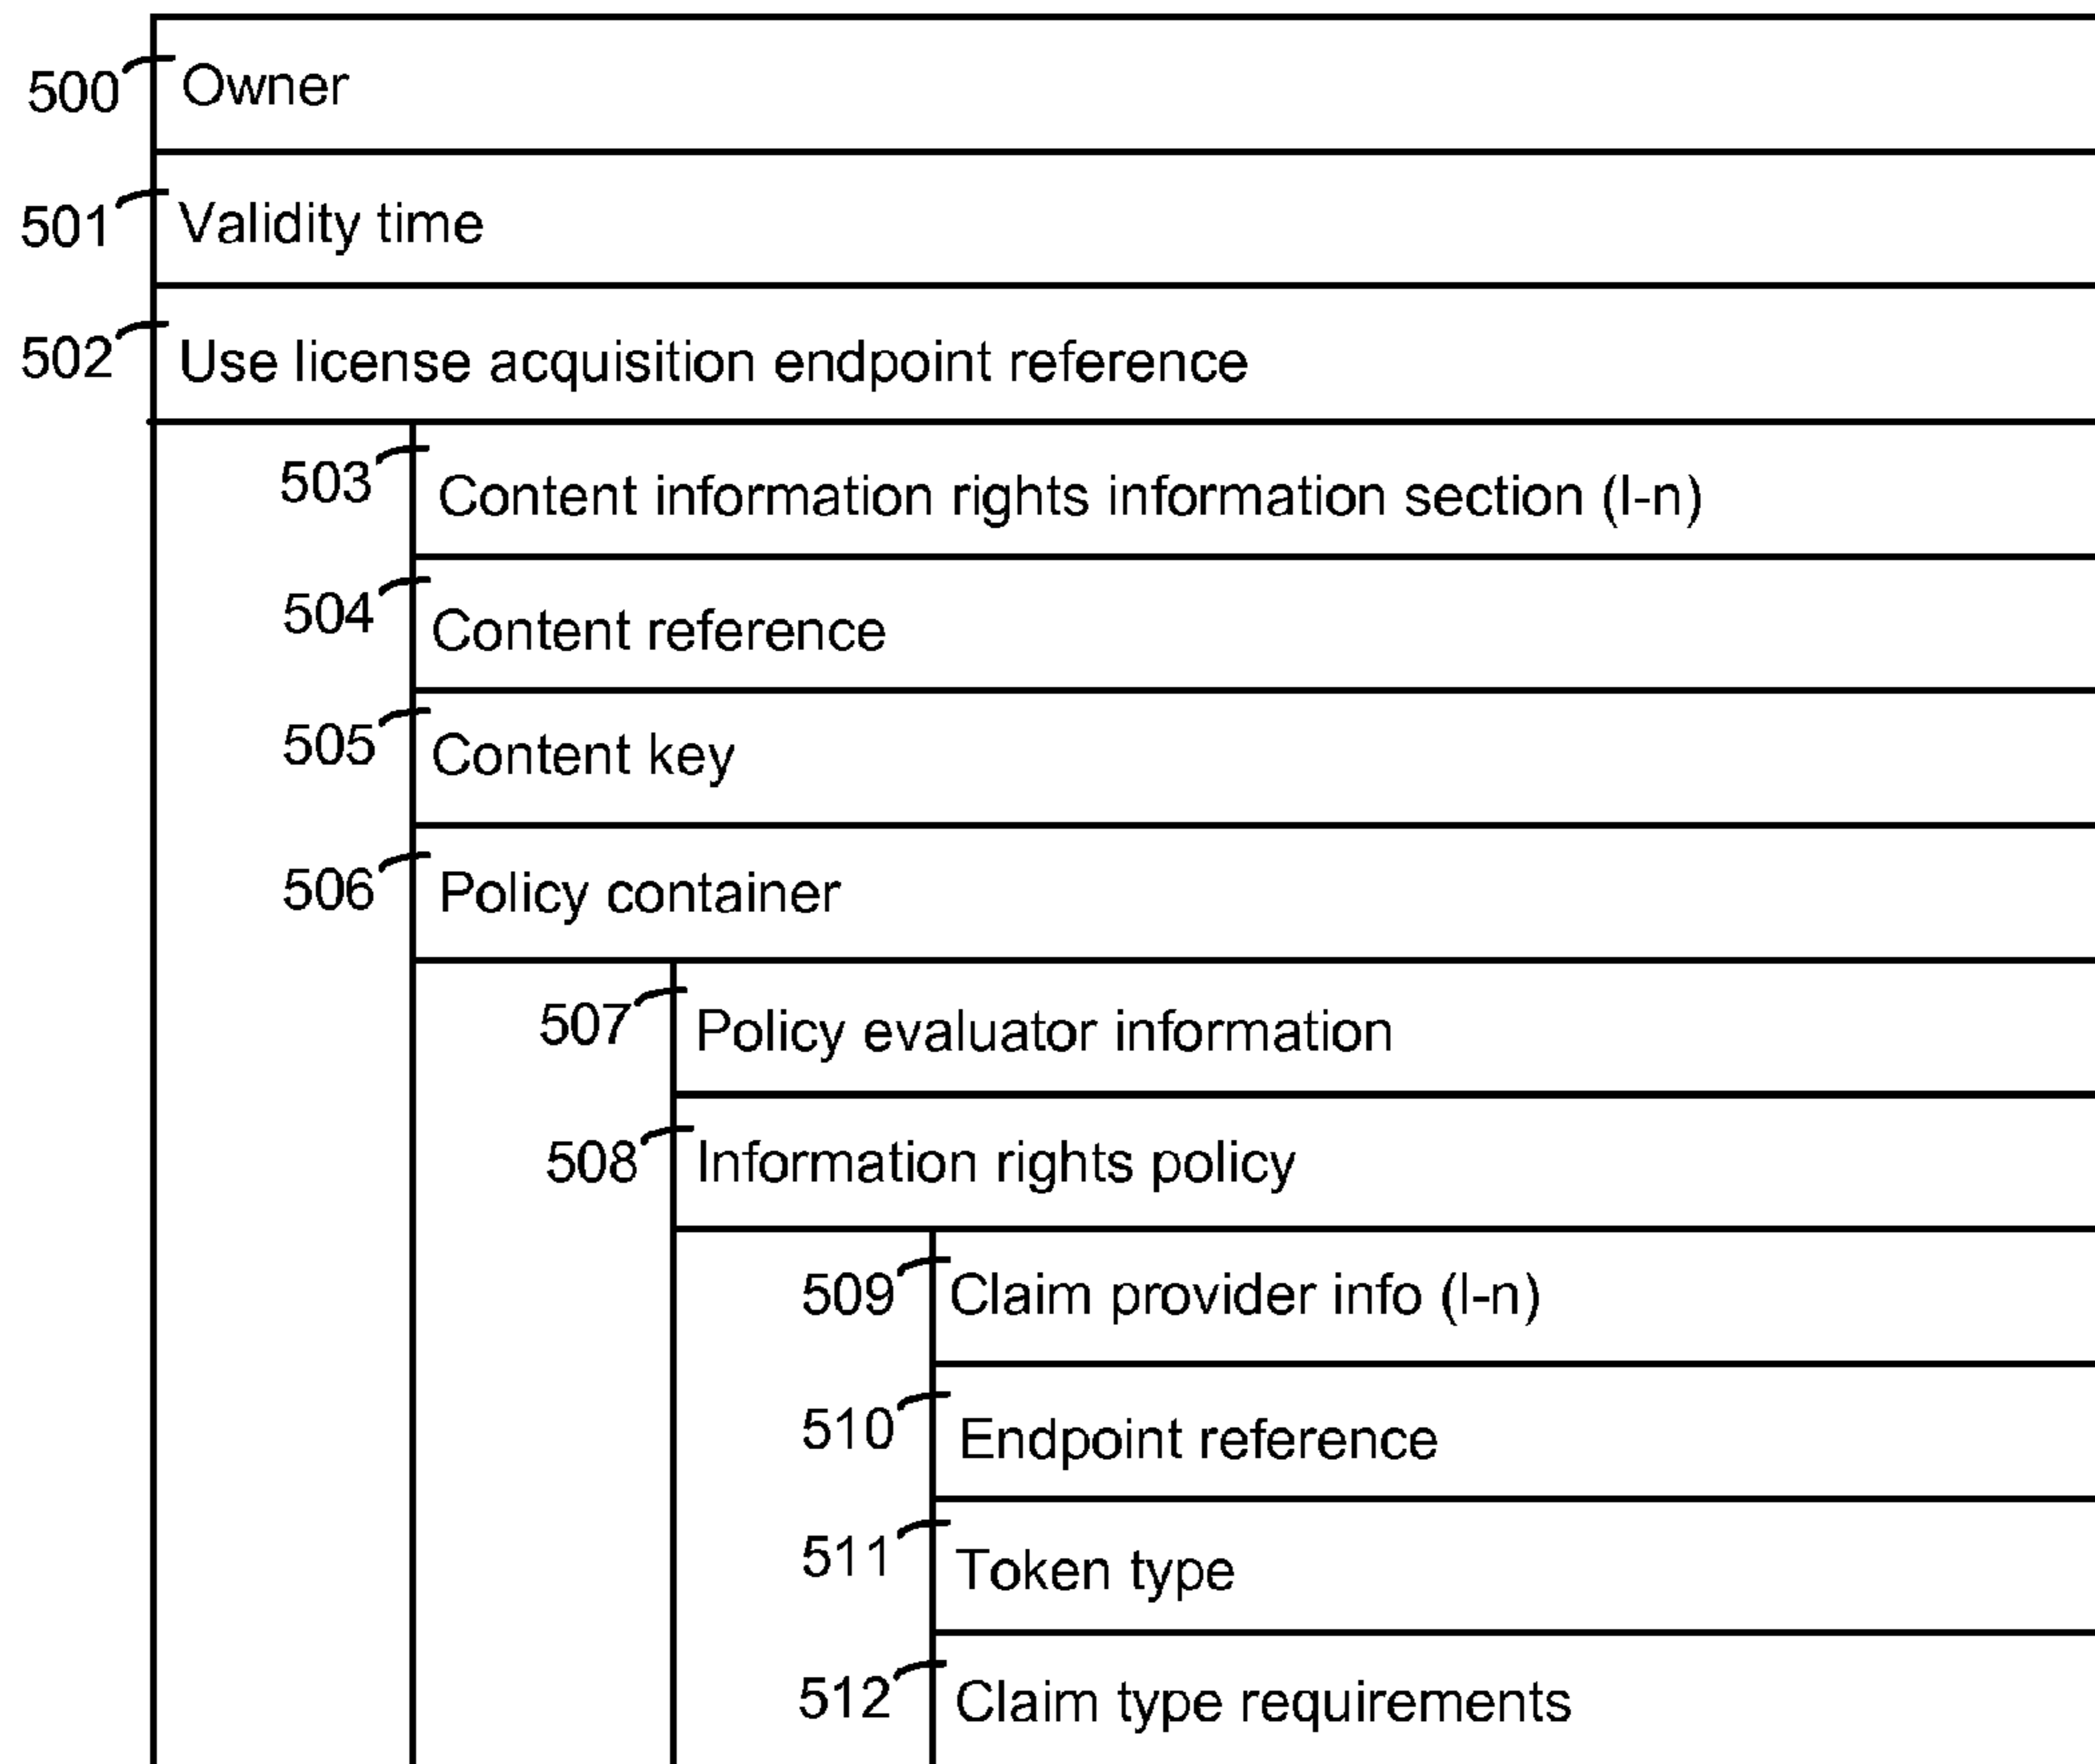 500 Owner
501 Validity time
502 Use license acquisition endpoint reference
503 Content information rights information section (I-n)
504 Content reference
505 Content key
506 Policy container
507 Policy evaluator information
508 Information rights policy
509 Claim provider info (I-n)
510 Endpoint reference
511 Token type
512 Claim type requirements